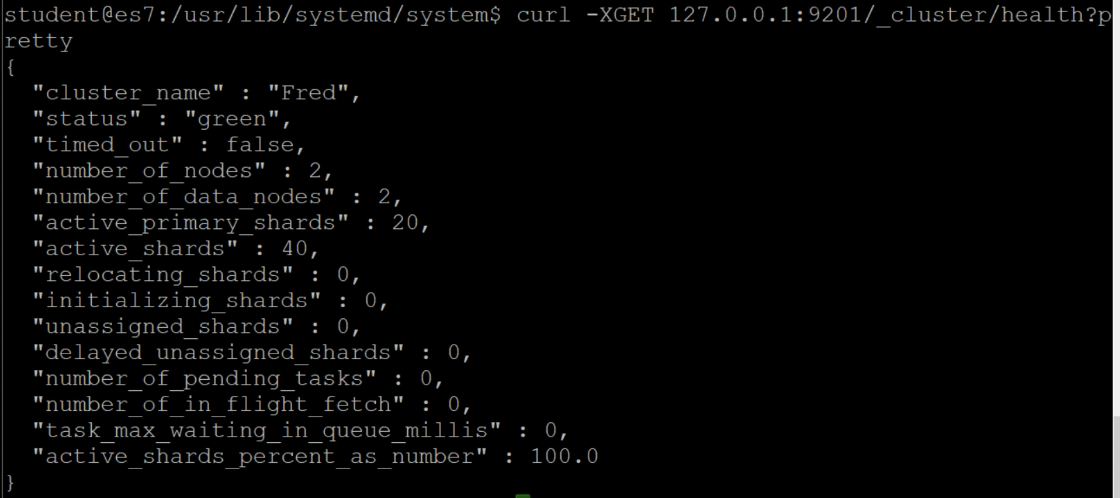 student@es7:/usr/lib/systemd/system$ curl -XGET 127.0.0.1:9201/_cluster/health?p
retty
{
  "cluster_name" : "Fred",
  "status" : "green",
  "timed_out" : false,
  "number_of_nodes" : 2,
  "number_of_data_nodes" : 2,
  "active_primary_shards" : 20,
  "active_shards" : 40,
  "relocating_shards" : 0,
  "initializing_shards" : 0,
  "unassigned_shards" : 0,
  "delayed_unassigned_shards" : 0,
  "number_of_pending_tasks" : 0,
  "number_of_in_flight_fetch" : 0,
  "task_max_waiting_in_queue_millis" : 0,
  "active_shards_percent_as_number" : 100.0
}